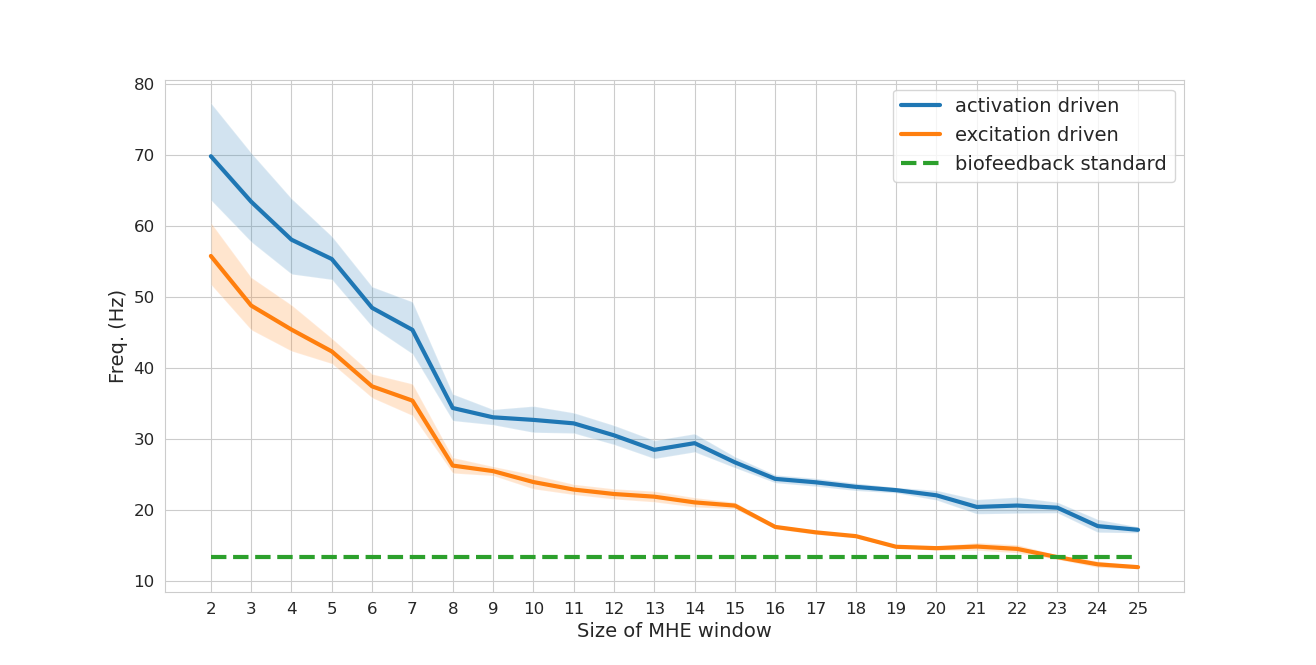 80
70
60
50
40
30
20
10
Freq. (Hz)
activation driven
excitation driven
biofeedback standard
2 3 4 5 6 7 8 9 10 11 12 13 14 15 16 17 18 19 20 21 22 23 24 25
Size of MHE window